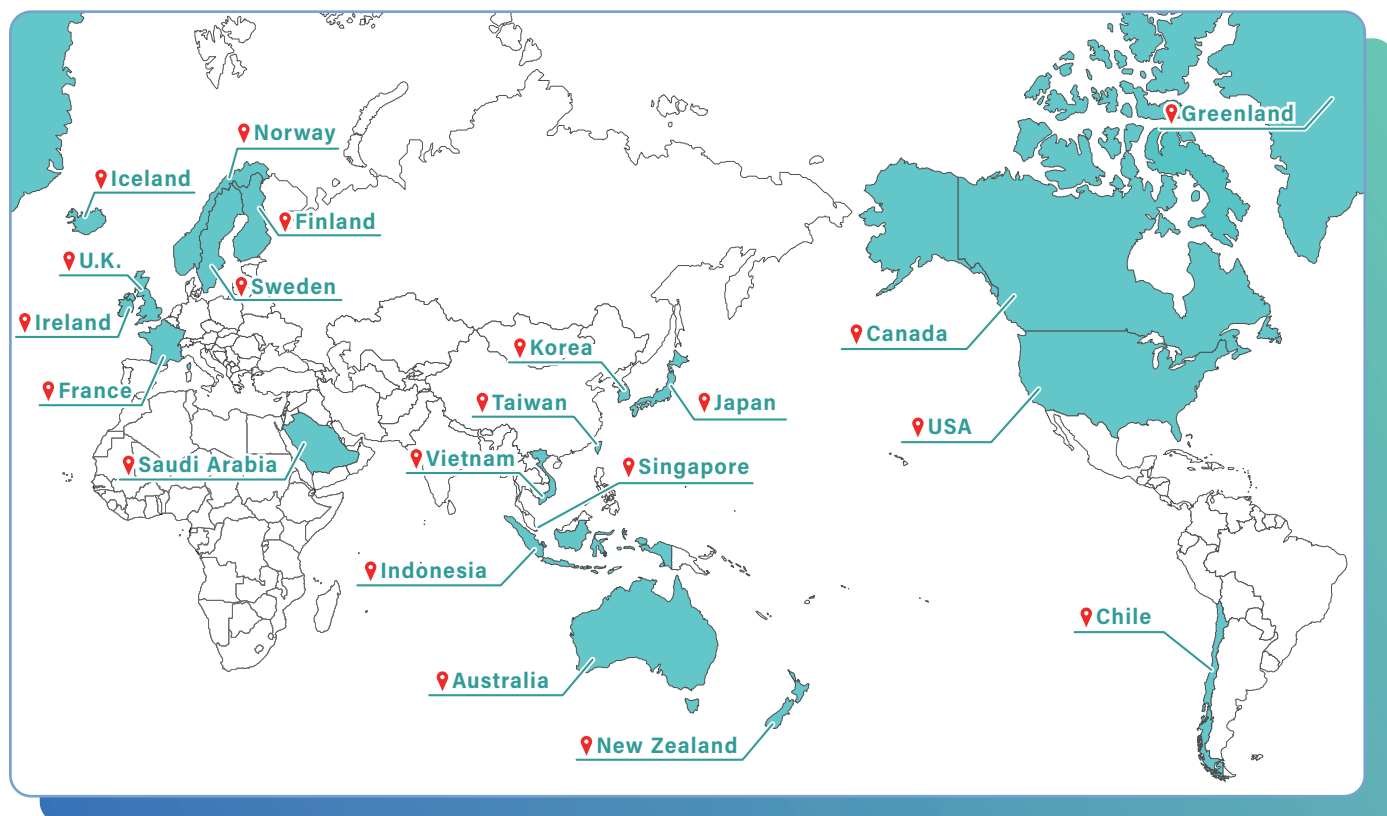 Greenland
Norway
Iceland
Finland
U.K.
Sweden
Ireland
Canada
Korea
France
Taiwan
Japan
USA
Saudi Arabia
Vietnam
Singapore
Indonesia
Chile
Australia
New Zealand